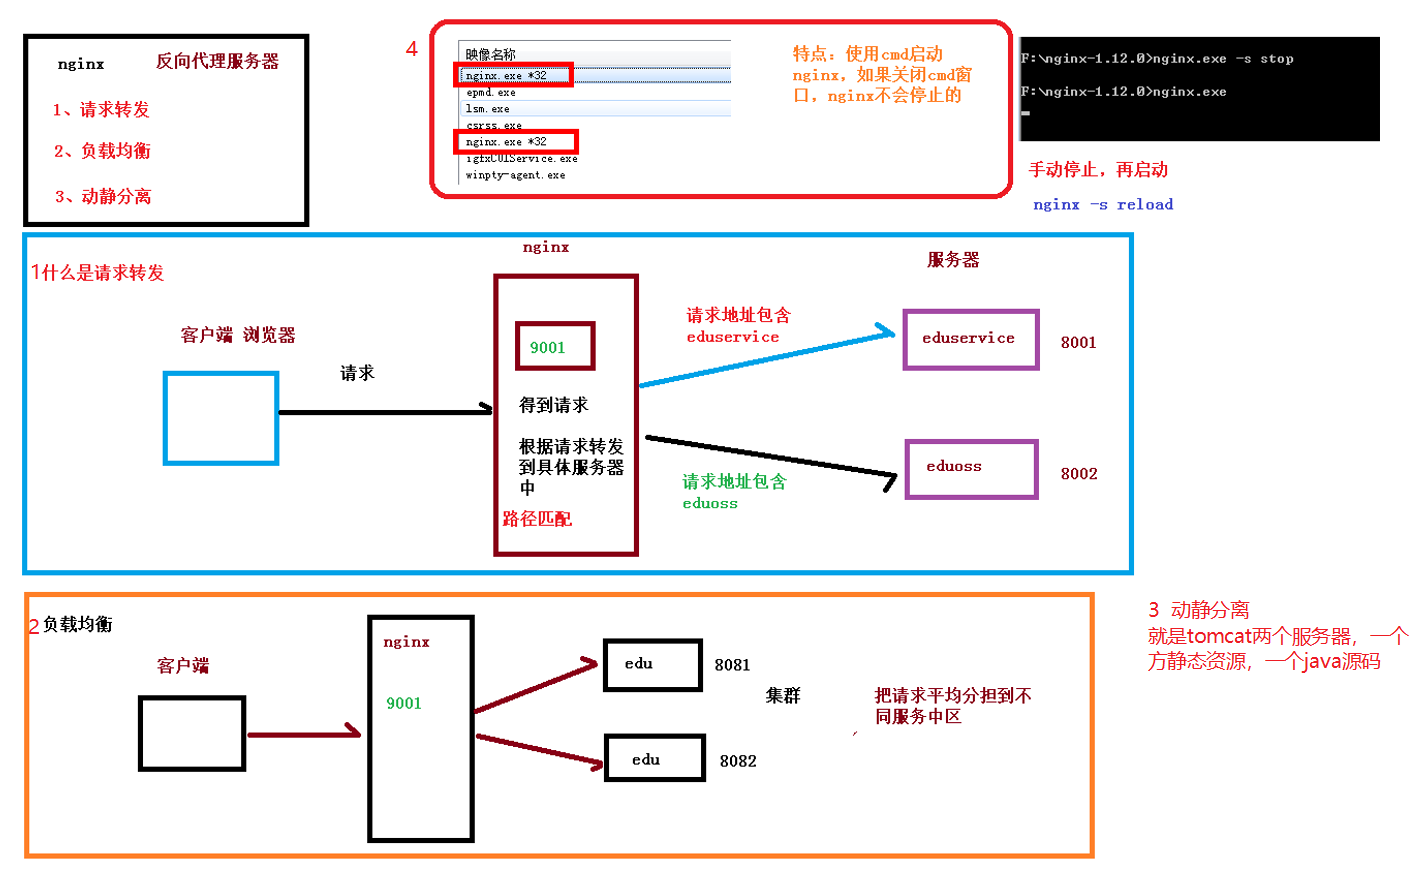 nginx 反向代理服务器
1、请求转发
2、负载均衡
3、动静分离
4
映像名称
nginx.exe *32
epmd.exe
lsm.exe
csrss.exe
nginx.exe *32
igfxCUIService.exe
winpty-agent.exe
特点：使用cmd启动
nginx，如果关闭cmd窗
口，nginx不会停止的
F:\nginx-1.12.0>nginx.exe -s stop
F:\nginx-1.12.0>nginx.exe
手动停止，再启动
nginx -s reload
1什么是请求转发
客户端 浏览器
请求
nginx
9001
得到请求
根据请求转发
到具体服务器
中
路径匹配
请求地址包含
eduservice
请求地址包含
eduoss
服务器
eduservice
8001
eduoss
8002
2负载均衡
客户端
nginx
9001
edu
8081
集群
edu
8082
把请求平均分担到不
同服务中区
3 动静分离
就是tomcat两个服务器，一个
方静态资源，一个java源码